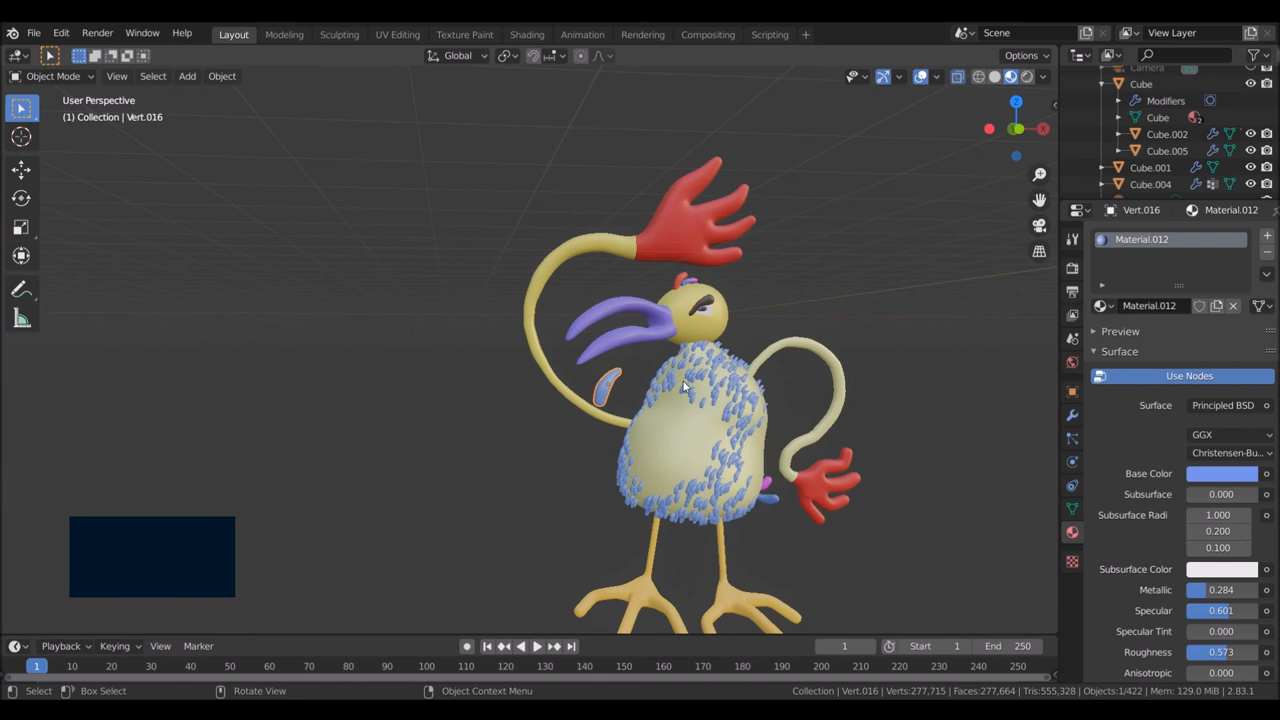 File Edit Render Window Help Layout Modeling Sculpting UV Editing Texture Paint Shading Animation Rendering Compositing Scripting + Scene View Layer
Global Options
Object Mode View Select Add Object
User Perspective
(1) Collection | Vert.016
Z
X
Camera
Cube
Modifiers
Cube 2
Cube.002
Cube.005
Cube.001
Cube.004
Vert.016 Material.012
Material.012
Material.012
Preview
Surface
Use Nodes
Surface Principled BSD
GGX
Christensen-Bu...
Base Color
Subsurface 0.000
Subsurface Radi 1.000
0.200
0.100
Subsurface Color
Metallic 0.284
Specular 0.601
Specular Tint 0.000
Roughness 0.573
Anisotropic 0.000
Playback Keying View Marker 1 Start 1 End 250
1 10 20 30 40 50 60 70 80 90 100 110 120 130 140 150 160 170 180 190 200 210 220 230 240 250
Select Box Select Rotate View Object Context Menu Collection | Vert.016 | Verts:277,715 | Faces:277,664 | Tris:555,328 | Objects:1/422 | Mem: 129.0 MiB | 2.83.1